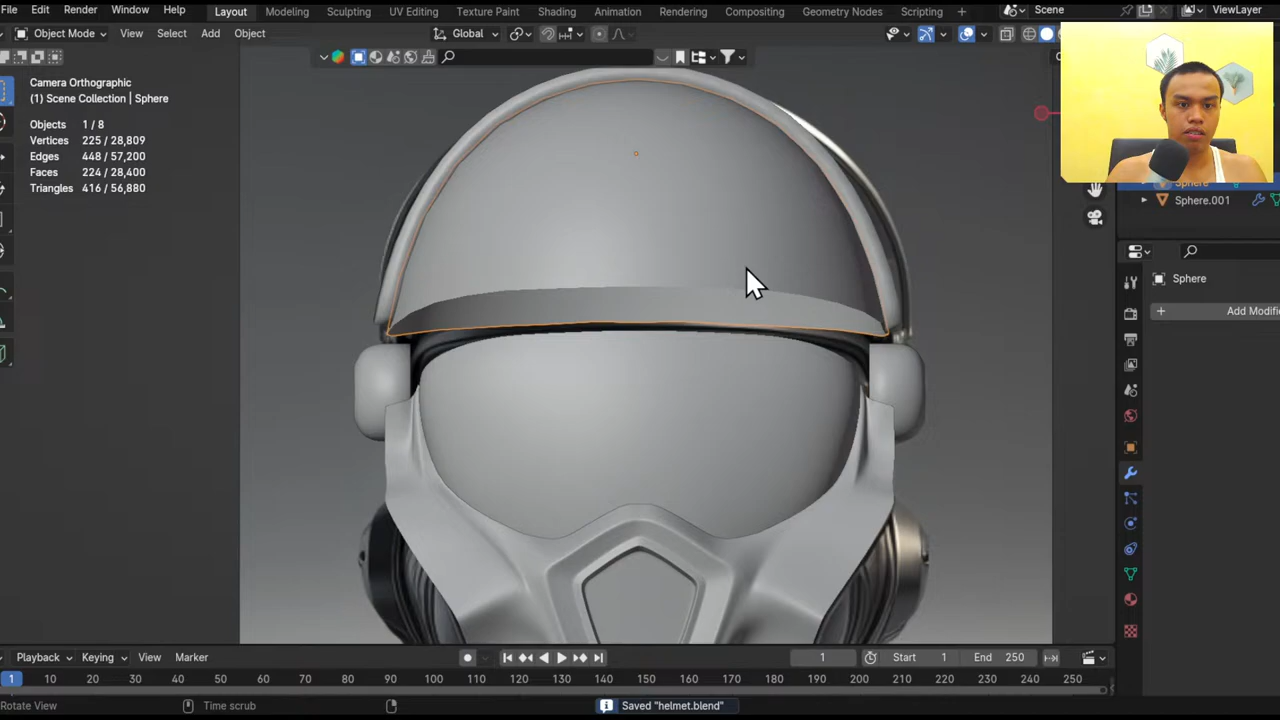 File Edit Render Window Help
Layout Modeling Sculpting UV Editing Texture Paint Shading Animation Rendering Compositing Geometry Nodes Scripting +
Scene
ViewLayer
Object Mode View Select Add Object
Global
Camera Orthographic
(1) Scene Collection | Sphere
Objects 1 / 8
Vertices 225 / 28,809
Edges 448 / 57,200
Faces 224 / 28,400
Triangles 416 / 56,880
Sphere
Sphere.001
Sphere
+ Add Modifi
Playback Keying View Marker
1
Start 1
End 250
1 10 20 30 40 50 60 70 80 90 100 110 120 130 140 150 160 170 180 190 200 210 220 230 240 250
Rotate View
Time scrub
Saved "helmet.blend"